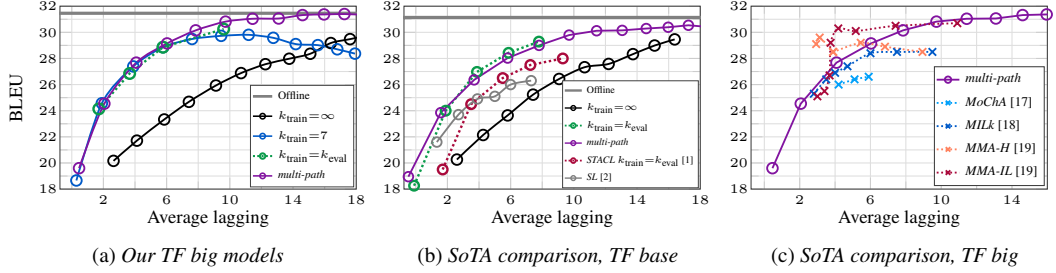 BLEU
32
30
28
26
24
22
20
18
2
6
10
14
18
Average lagging
Offline
k_train=∞
k_train=7
k_train=k_eval
multi-path
(a) Our TF big models
32
30
28
26
24
22
20
18
2
6
10
14
18
Average lagging
Offline
k_train=∞
k_train=k_eval
multi-path
STACL k_train=k_eval [1]
SL [2]
(b) SoTA comparison, TF base
32
30
28
26
24
22
20
18
2
6
10
14
Average lagging
multi-path
MoChA [17]
MILk [18]
MMA-H [19]
MMA-IL [19]
(c) SoTA comparison, TF big